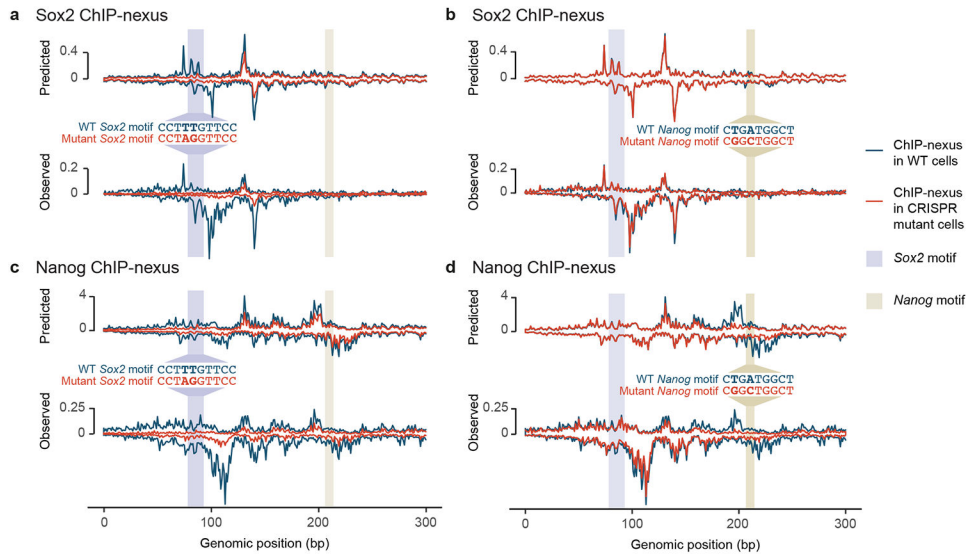 a Sox2 ChIP-nexus
Predicted
0.4
0
WT Sox2 motif CCTTTGTTCC
Mutant Sox2 motif CCTAGGTTCC
Observed
0.2
0
b Sox2 ChIP-nexus
Predicted
0.4
0
WT Nanog motif CTGATGGCT
Mutant Nanog motif CGGCTGGCT
Observed
0.2
0
c Nanog ChIP-nexus
Predicted
4
0
WT Sox2 motif CCTTTGTTCC
Mutant Sox2 motif CCTAGGTTCC
Observed
0.25
0
0 100 200 300
Genomic position (bp)
d Nanog ChIP-nexus
Predicted
4
0
WT Nanog motif CTGATGGCT
Mutant Nanog motif CGGCTGGCT
Observed
0.25
0
0 100 200 300
Genomic position (bp)
ChIP-nexus
in WT cells
ChIP-nexus
in CRISPR
mutant cells
Sox2 motif
Nanog motif